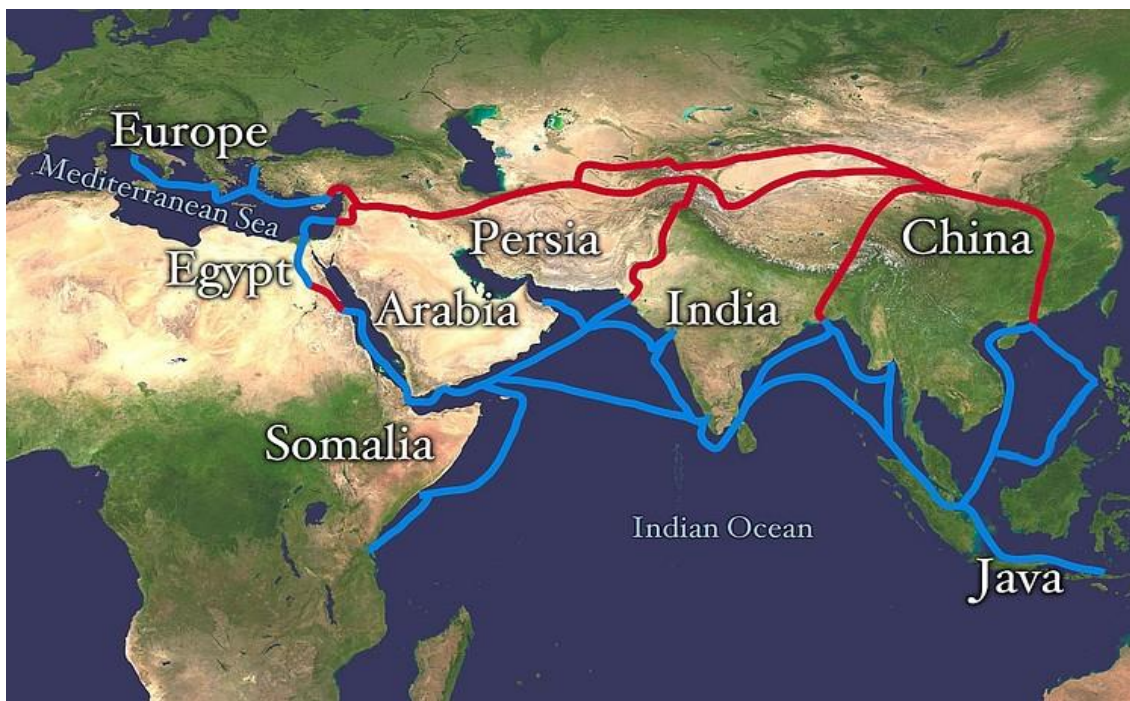 Europe
Mediterranean Sea
Egypt
Persia
China
Arabia
India
Somalia
Indian Ocean
Java